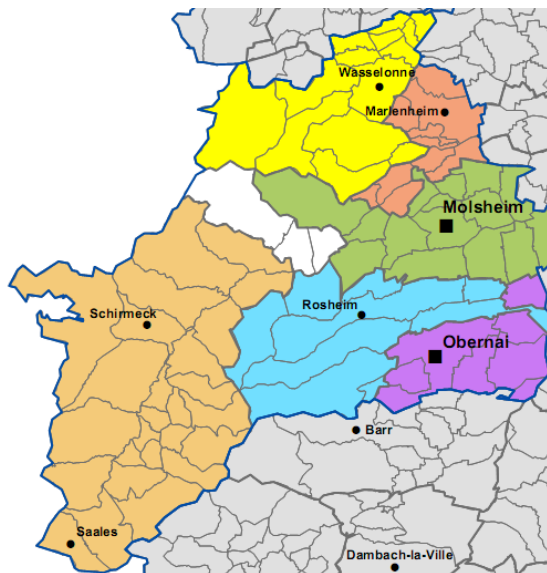 Wasselonne
Marlenheim
Molsheim
Rosheim
Schirmeck
Obernai
Barr
Saales
Dambach-la-Ville